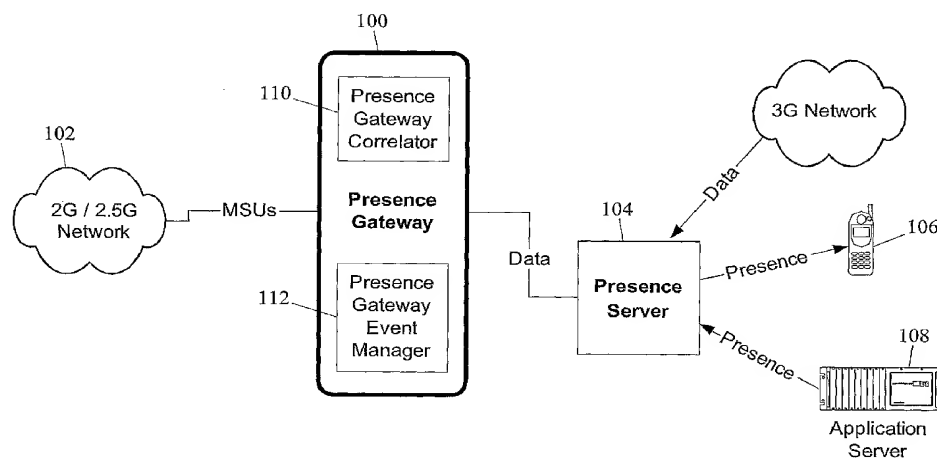 100
110
Presence
Gateway
Correlator
3G Network
102
2G / 2.5G
Network
MSUs
Presence
Gateway
Data
104
106
Data
Presence
Server
Presence
112
Presence
Gateway
Event
Manager
Presence
108
Application
Server